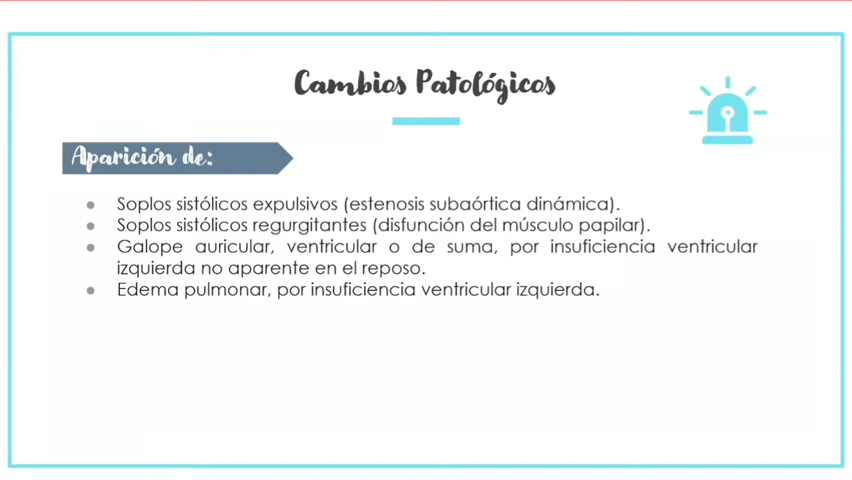 Cambios Patológicos
Aparición de:
● Soplos sistólicos expulsivos (estenosis subaórtica dinámica).
● Soplos sistólicos regurgitantes (disfunción del músculo papilar).
● Galope auricular, ventricular o de suma, por insuficiencia ventricular
izquierda no aparente en el reposo.
● Edema pulmonar, por insuficiencia ventricular izquierda.